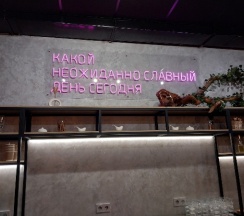 КАКОЙ
НЕОЖИДАННО СЛАВНЫЙ
ДЕНЬ СЕГОДНЯ